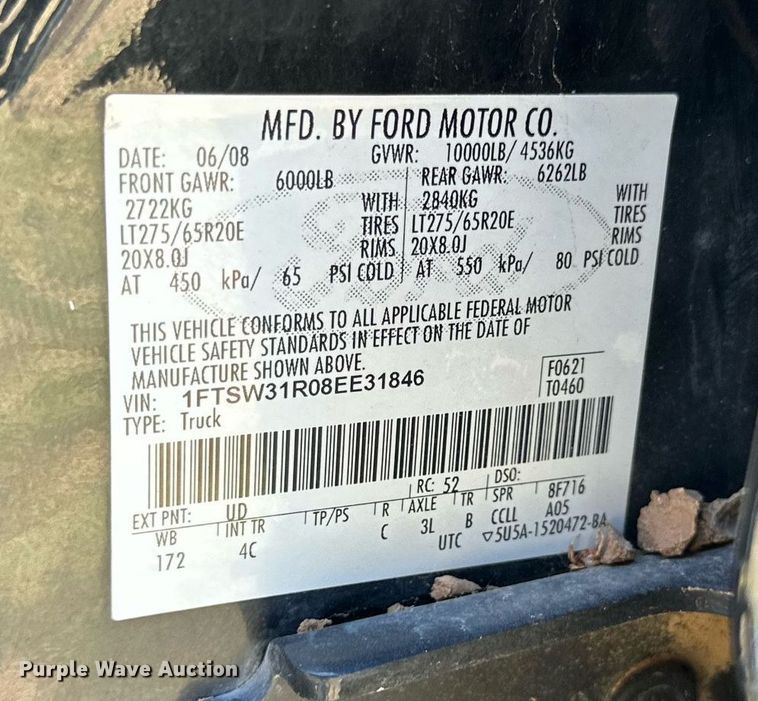 MFD. BY FORD MOTOR CO.
DATE: 06/08 GVWR: 10000LB/ 4536KG
FRONT GAWR: 6000LB REAR GAWR: 6262LB
2722KG WITH 2840KG WITH
LT275/65R20E TIRES LT275/65R20E TIRES
20X8.0J RIMS 20X8.0J RIMS
AT 450 kPa/ 65 PSI COLD AT 550 kPa/ 80 PSI COLD
THIS VEHICLE CONFORMS TO ALL APPLICABLE FEDERAL MOTOR
VEHICLE SAFETY STANDARDS IN EFFECT ON THE DATE OF
MANUFACTURE SHOWN ABOVE.
VIN: 1FTSW31R08EE31846
F0621
TYPE: Truck
T0460
EXT PNT: UD RC: 52 DSO:
WB INT TR TP/PS R AXLE TR SPR 8F716
172 4C C 3L B CCLL A05
UTC ▽5U5A-1520472-BA
Purple Wave Auction